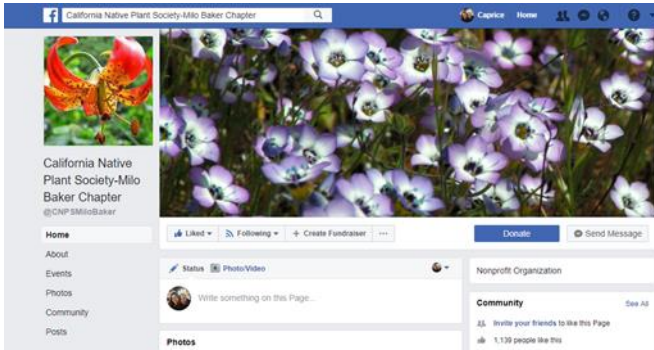 California Native Plant Society-Milo Baker Chapter
Caprice Home
California Native
Plant Society-Milo
Baker Chapter
@CNPSMiloBaker
Home
About
Events
Photos
Community
Posts
Liked Following + Create Fundraiser ...
Donate Send Message
Status Photo/Video
Write something on this Page...
Photos
Nonprofit Organization
Community See All
Invite your friends to like this Page
1,139 people like this